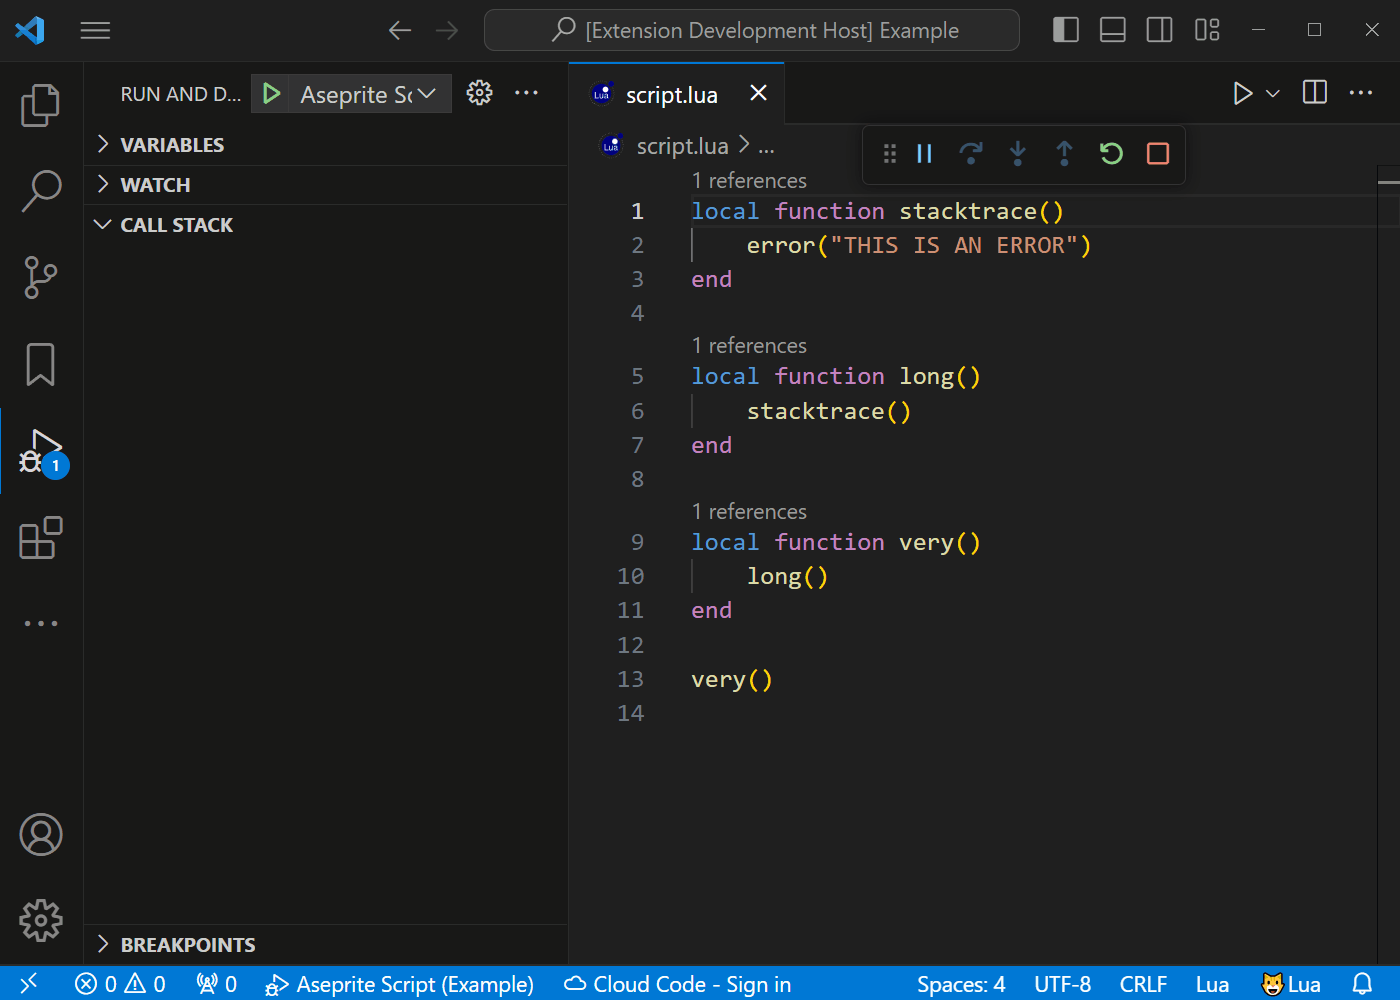 [Extension Development Host] Example
RUN AND D...
Aseprite Sc
VARIABLES
WATCH
CALL STACK
1
BREAKPOINTS
script.lua
script.lua > ...
1 references
1 local function stacktrace()
2 error("THIS IS AN ERROR")
3 end
4
1 references
5 local function long()
6 stacktrace()
7 end
8
1 references
9 local function very()
10 long()
11 end
12
13 very()
14
0 0 0 Aseprite Script (Example) Cloud Code - Sign in Spaces: 4 UTF-8 CRLF Lua Lua